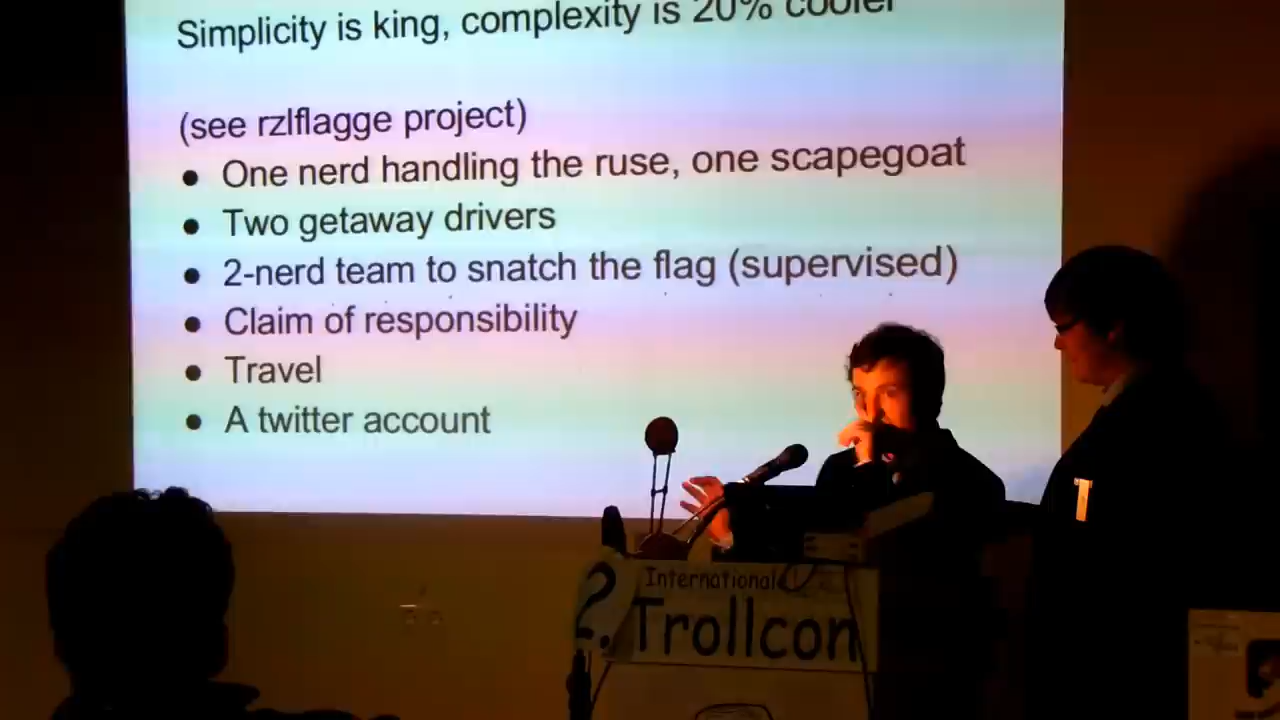 Simplicity is king, complexity is 20% cooler
(see rzlflagge project)
● One nerd handling the ruse, one scapegoat
● Two getaway drivers
● 2-nerd team to snatch the flag (supervised)
● Claim of responsibility
● Travel
● A twitter account
2. International
Trollcon